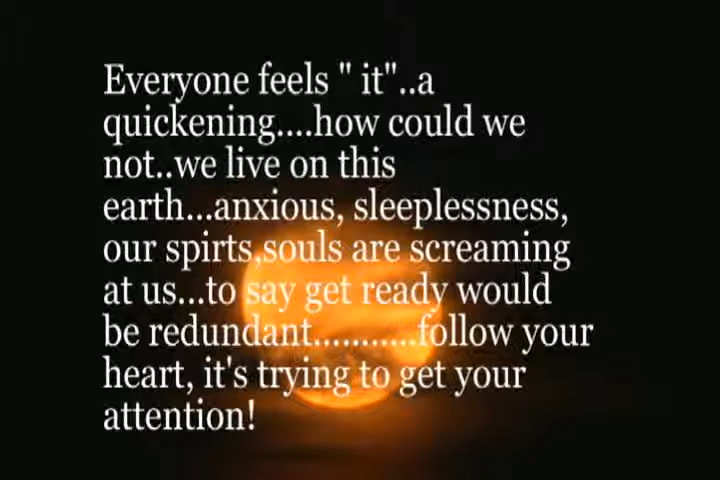 Everyone feels " it"..a
quickening....how could we
not..we live on this
earth...anxious, sleeplessness,
our spirts,souls are screaming
at us...to say get ready would
be redundant...........follow your
heart, it's trying to get your
attention!